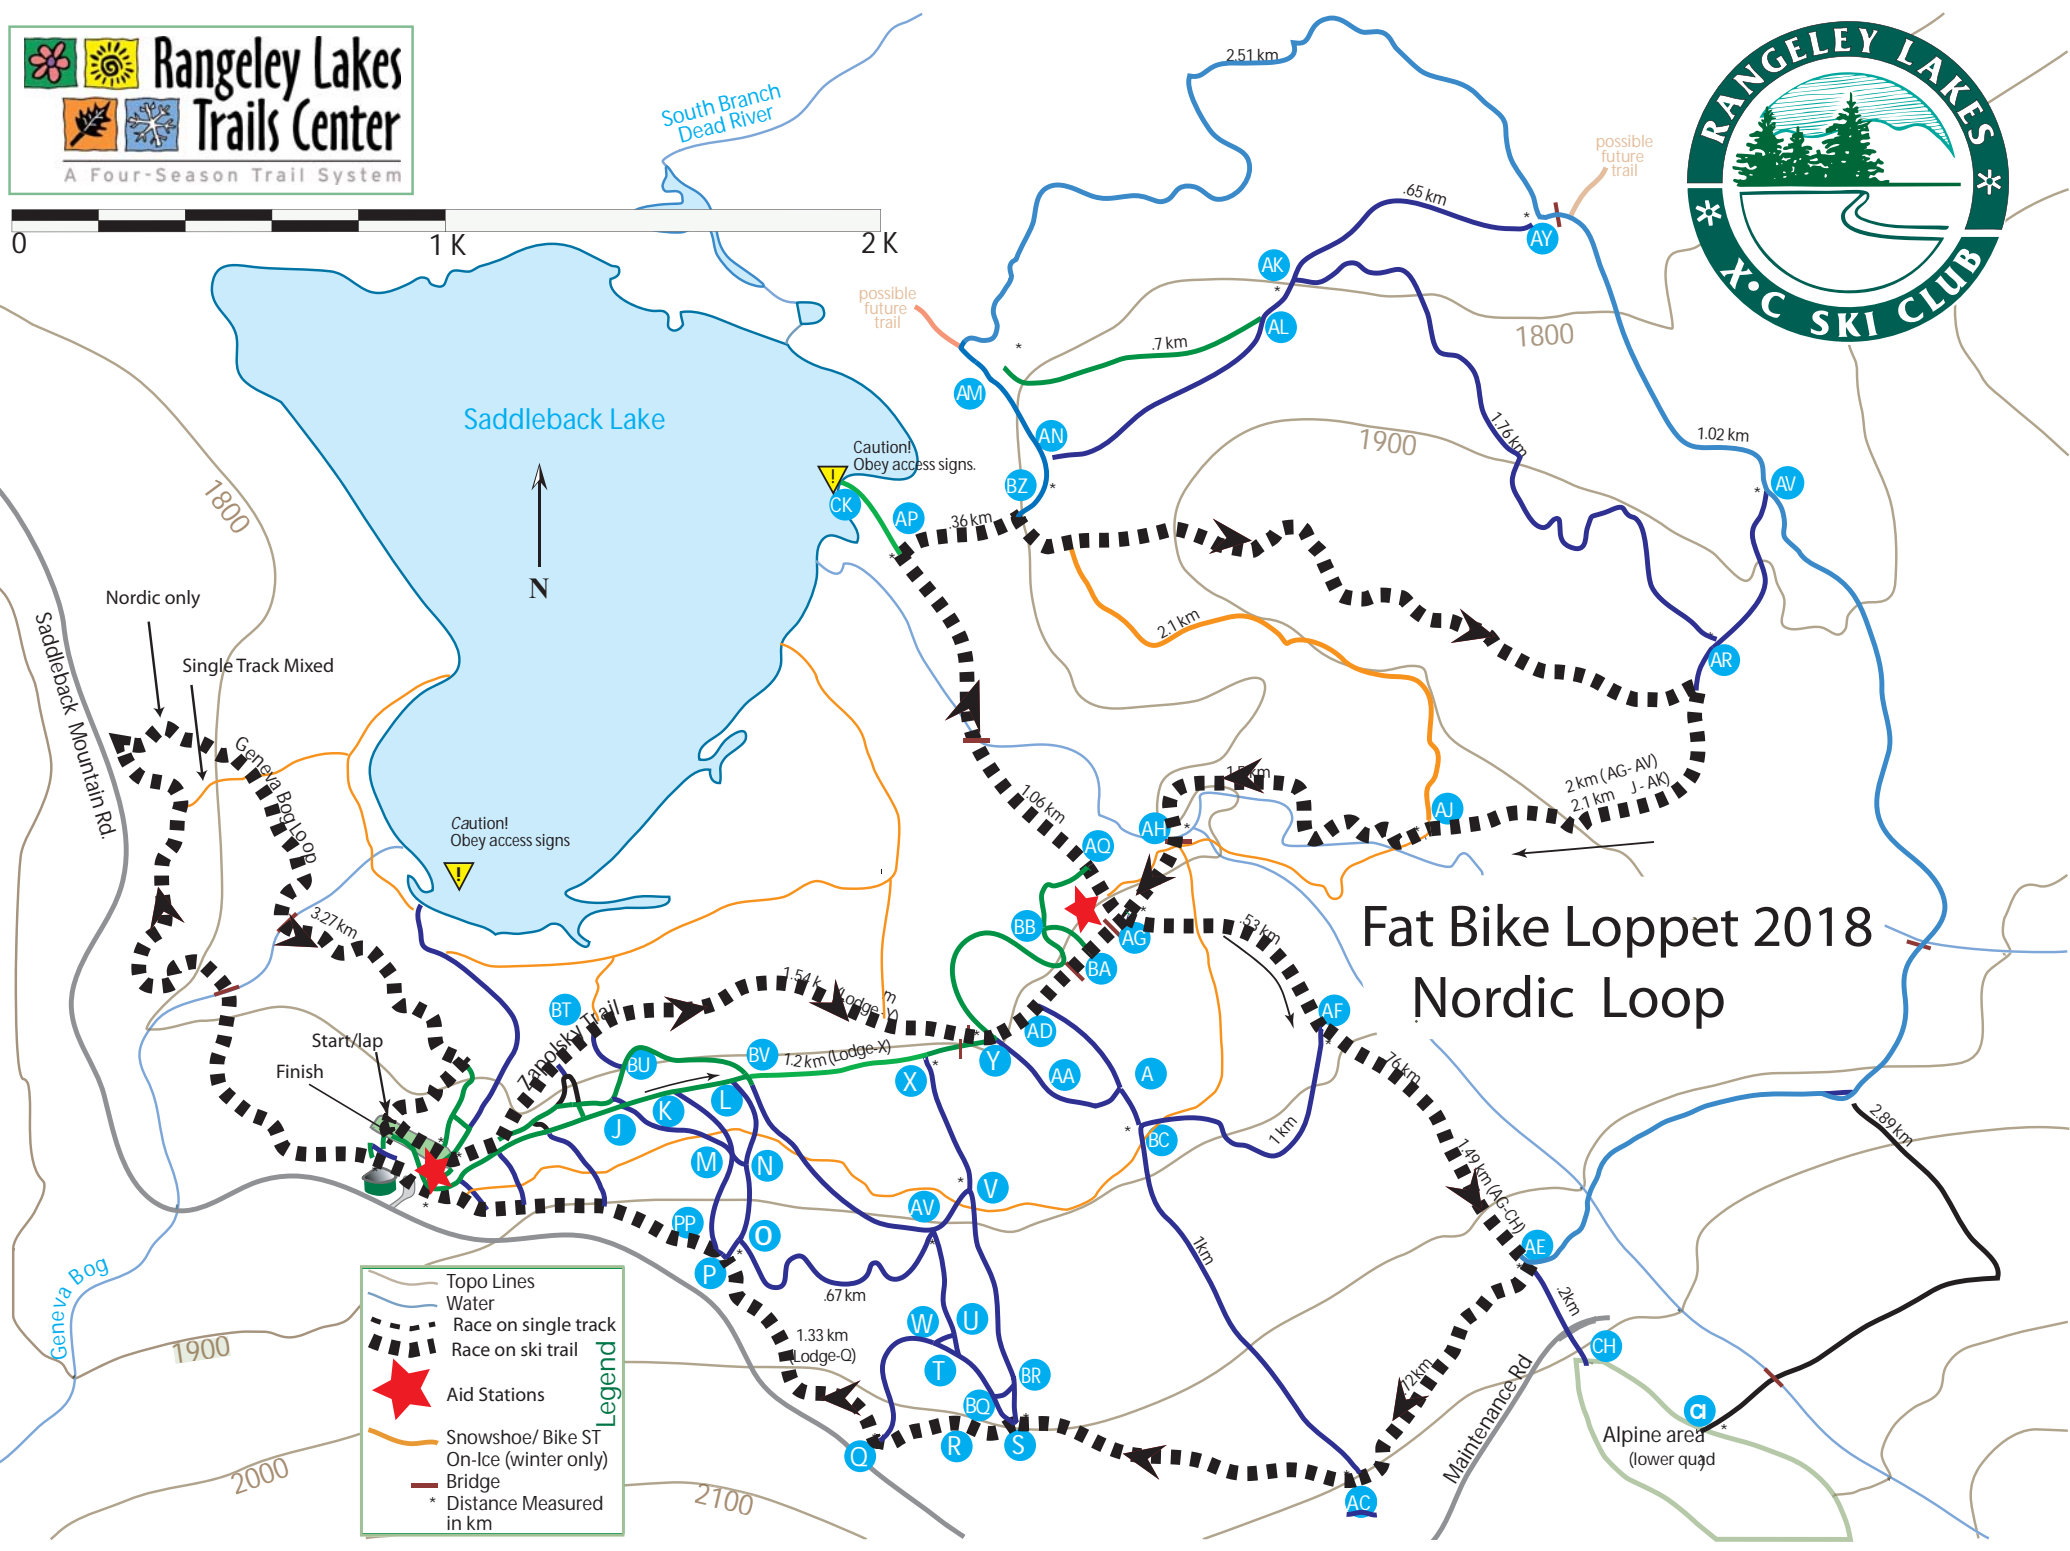 Rangeley Lakes
Trails Center
A Four-Season Trail System
0
1 K
2 K
South Branch
Dead River
RANGELEY LAKES
X•C SKI CLUB
2.51 km
possible
future
trail
.65 km
AY
AK
AL
1800
possible
future
trail
.7 km
AM
AN
Saddleback Lake
1900
1.76 km
1.02 km
AV
Caution!
Obey access signs.
CK
AP
.36 km
BZ
1800
N
Nordic only
Single Track Mixed
Saddleback Mountain Rd.
2.1 km
AR
Geneva Bog Loop
2 km (AG- AV)
2.1 km J - AK)
1.06 km
AJ
AH
AQ
Caution!
Obey access signs
3.27 km
BB
AG
BA
.53 km
Fat Bike Loppet 2018
Nordic Loop
BT
Zapolsky Trail
AF
Start/lap
Finish
AD
Y
BU
BV
1.2 km (Lodge-X)
X
AA
A
.76 km
J
K
L
M
N
BC
1 km
2.89 km
1.49 km (AG-CH)
V
AV
PP
O
P
AE
1km
.2km
.67 km
Geneva Bog
1900
W
U
T
1.33 km
(Lodge-Q)
BR
BQ
CH
.72km
Maintenance Rd
a
Alpine area
(lower quad
Q
R
S
AC
2000
2100
Legend
Topo Lines
Water
Race on single track
Race on ski trail
Aid Stations
Snowshoe/ Bike ST
On-Ice (winter only)
Bridge
* Distance Measured
in km